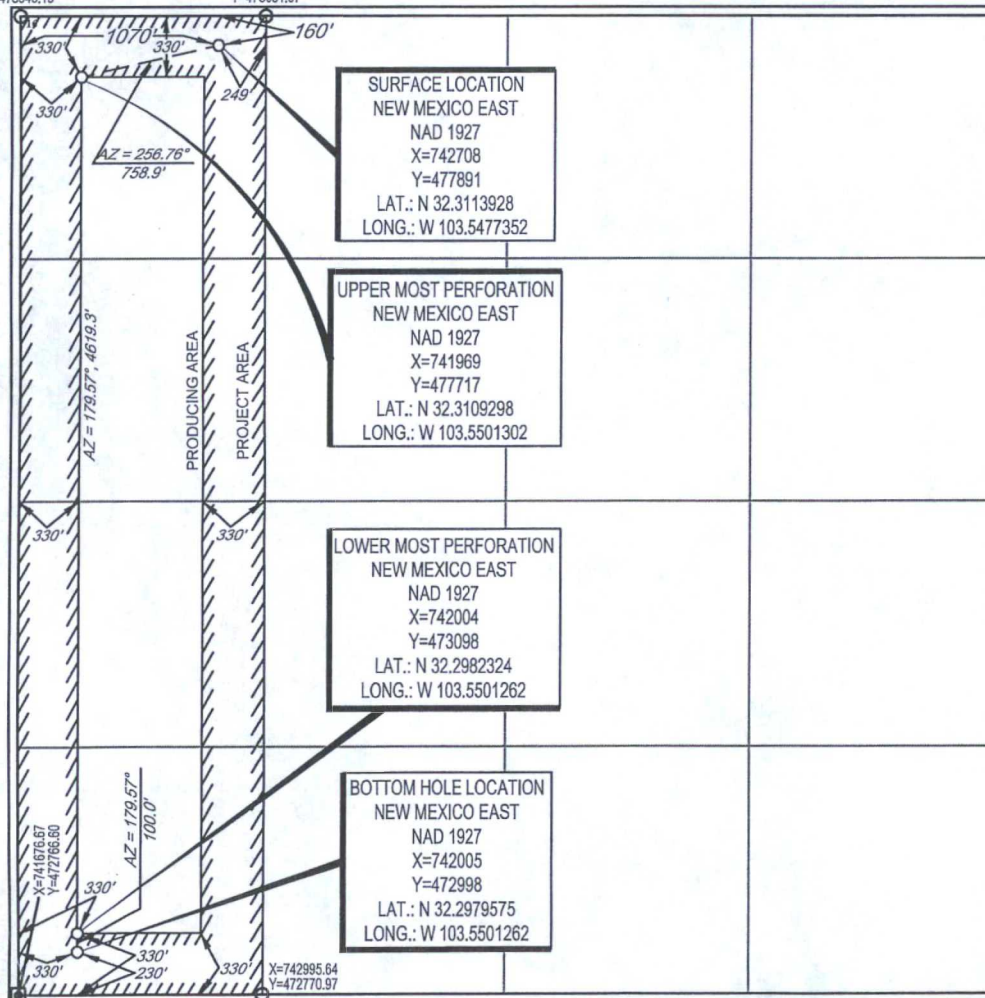 1070'
160'
330'
330'
249'
330'
AZ = 256.76°
758.9'
SURFACE LOCATION
NEW MEXICO EAST
NAD 1927
X=742708
Y=477891
LAT.: N 32.3113928
LONG.: W 103.5477352
UPPER MOST PERFORATION
NEW MEXICO EAST
NAD 1927
X=741969
Y=477717
LAT.: N 32.3109298
LONG.: W 103.5501302
AZ = 179.57°, 4619.3'
PRODUCING AREA
PROJECT AREA
330'
330'
LOWER MOST PERFORATION
NEW MEXICO EAST
NAD 1927
X=742004
Y=473098
LAT.: N 32.2982324
LONG.: W 103.5501262
BOTTOM HOLE LOCATION
NEW MEXICO EAST
NAD 1927
X=742005
Y=472998
LAT.: N 32.2979575
LONG.: W 103.5501262
X=741676.67
Y=472766.60
AZ = 179.57°
100.0'
330'
330'
330'
230'
330'
X=742995.64
Y=472770.97